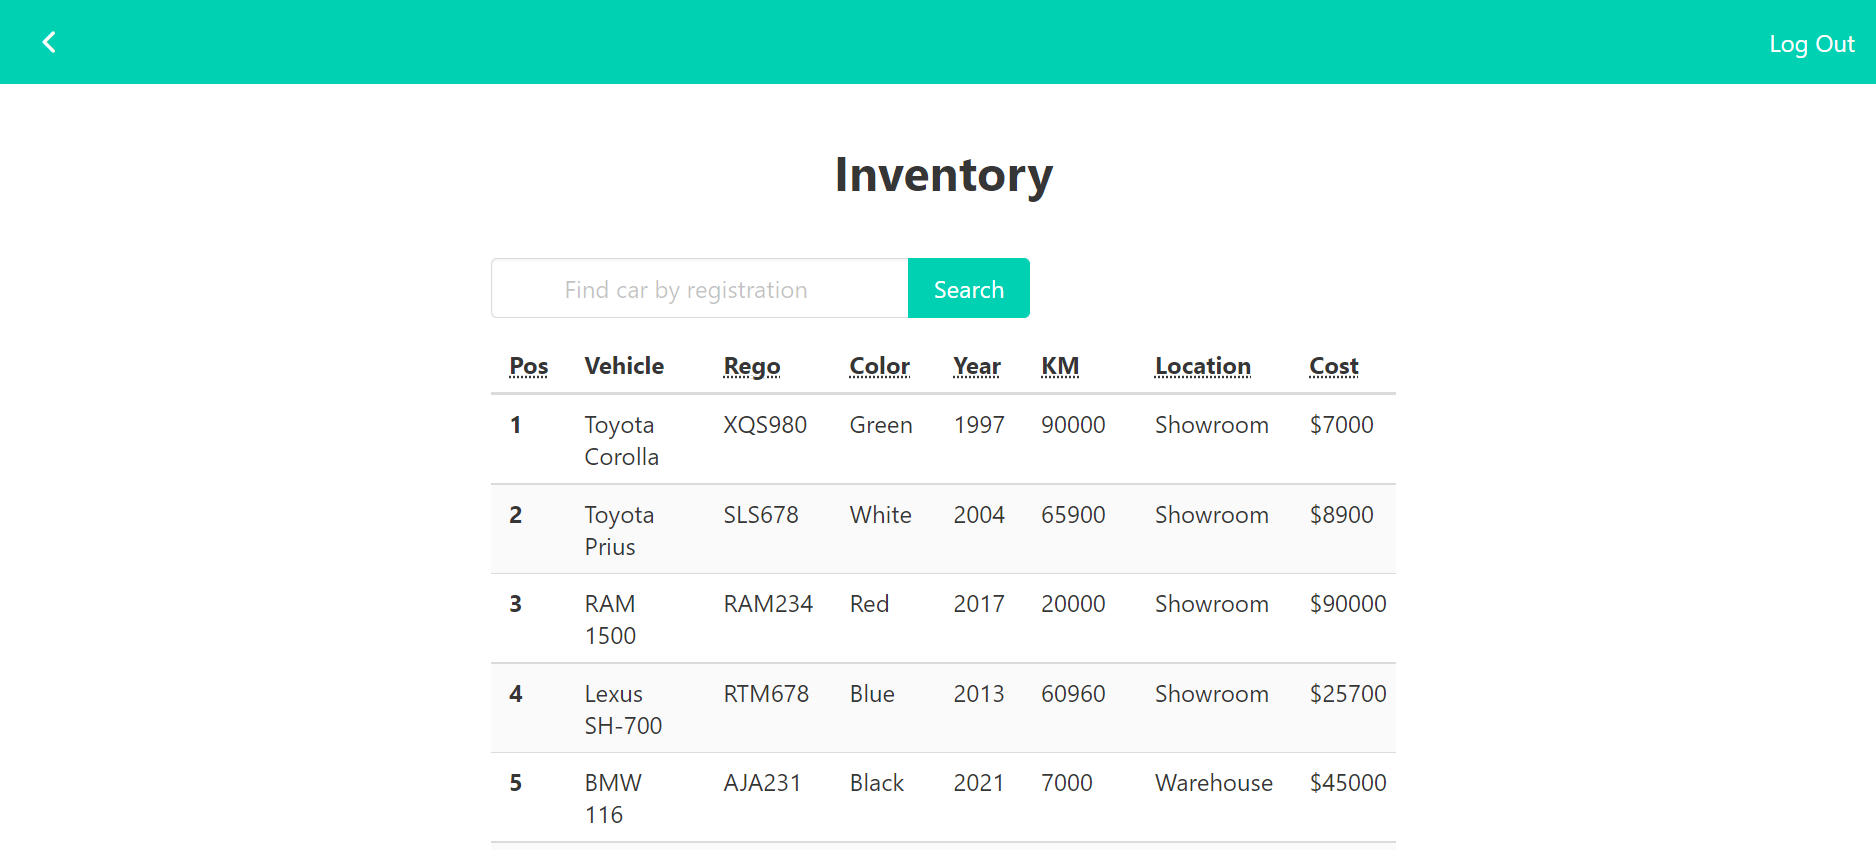 Log Out
Inventory
Find car by registration Search
Pos Vehicle Rego Color Year KM Location Cost
1 Toyota XQS980 Green 1997 90000 Showroom $7000
Corolla
2 Toyota SLS678 White 2004 65900 Showroom $8900
Prius
3 RAM RAM234 Red 2017 20000 Showroom $90000
1500
4 Lexus RTM678 Blue 2013 60960 Showroom $25700
SH-700
5 BMW AJA231 Black 2021 7000 Warehouse $45000
116